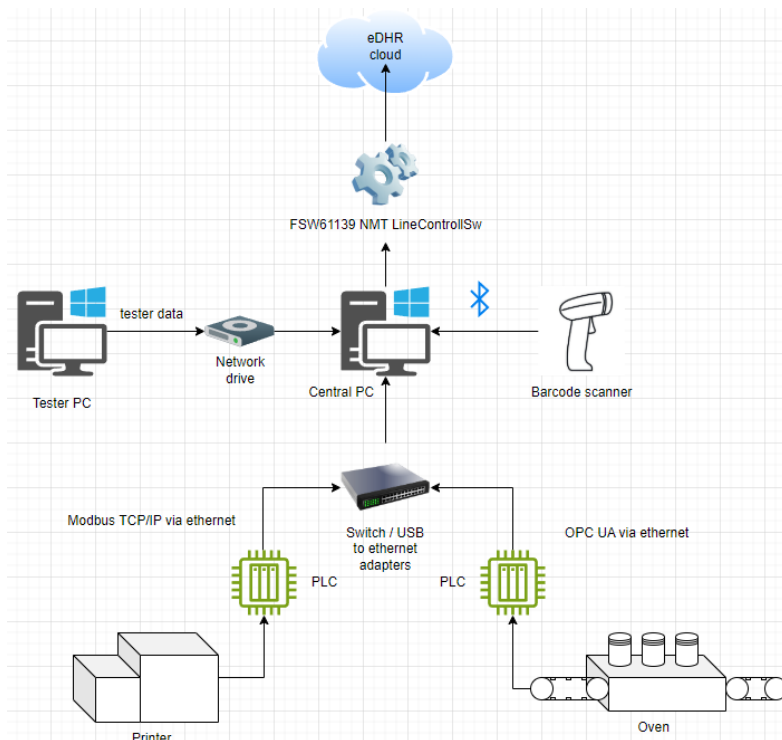 eDHR
cloud
FSW61139 NMT LineControllSw
tester data
Network
drive
Tester PC
Central PC
Barcode scanner
Modbus TCP/IP via ethernet
Switch / USB
to ethernet
adapters
OPC UA via ethernet
PLC
PLC
Printer
Oven